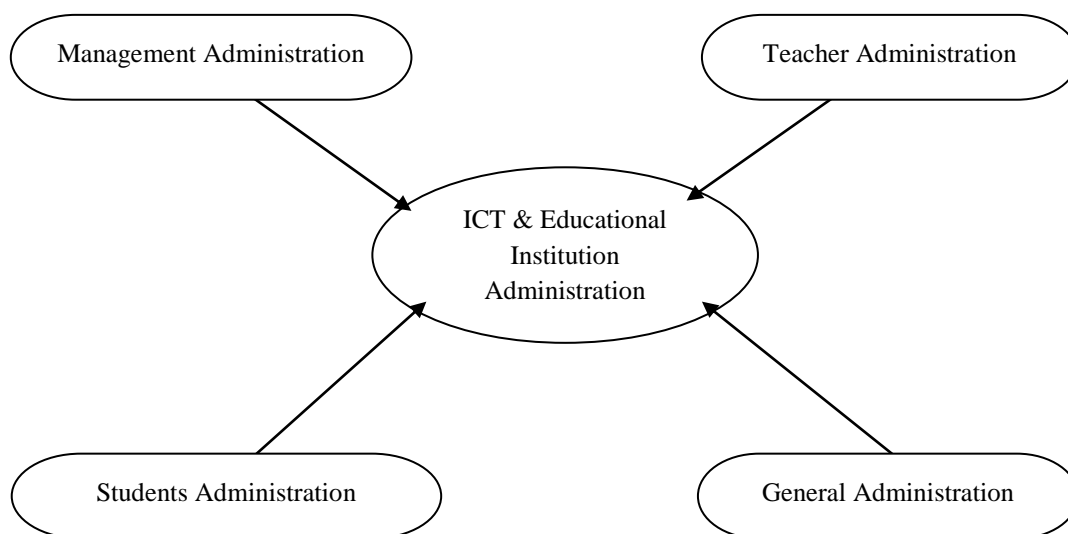 Management Administration
Teacher Administration
ICT & Educational
Institution
Administration
Students Administration
General Administration